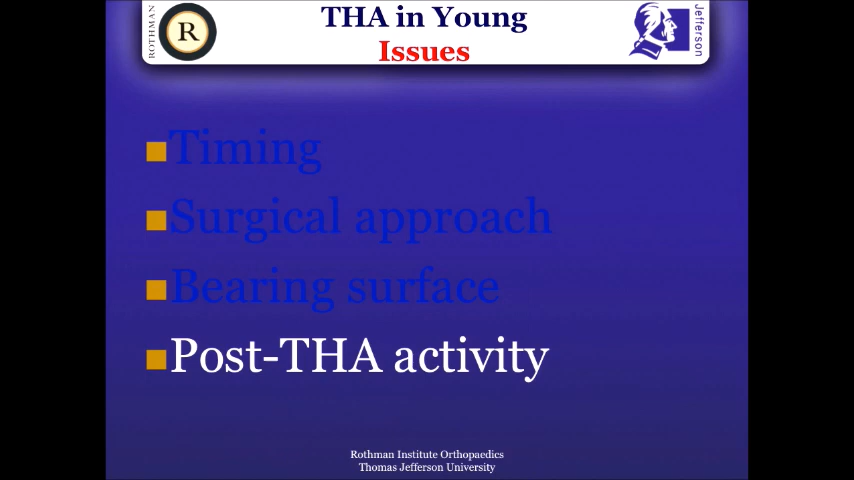 ROTHMAN
R
THA in Young
Issues
Jefferson
Timing
Surgical approach
Bearing surface
Post-THA activity
Rothman Institute Orthopaedics
Thomas Jefferson University